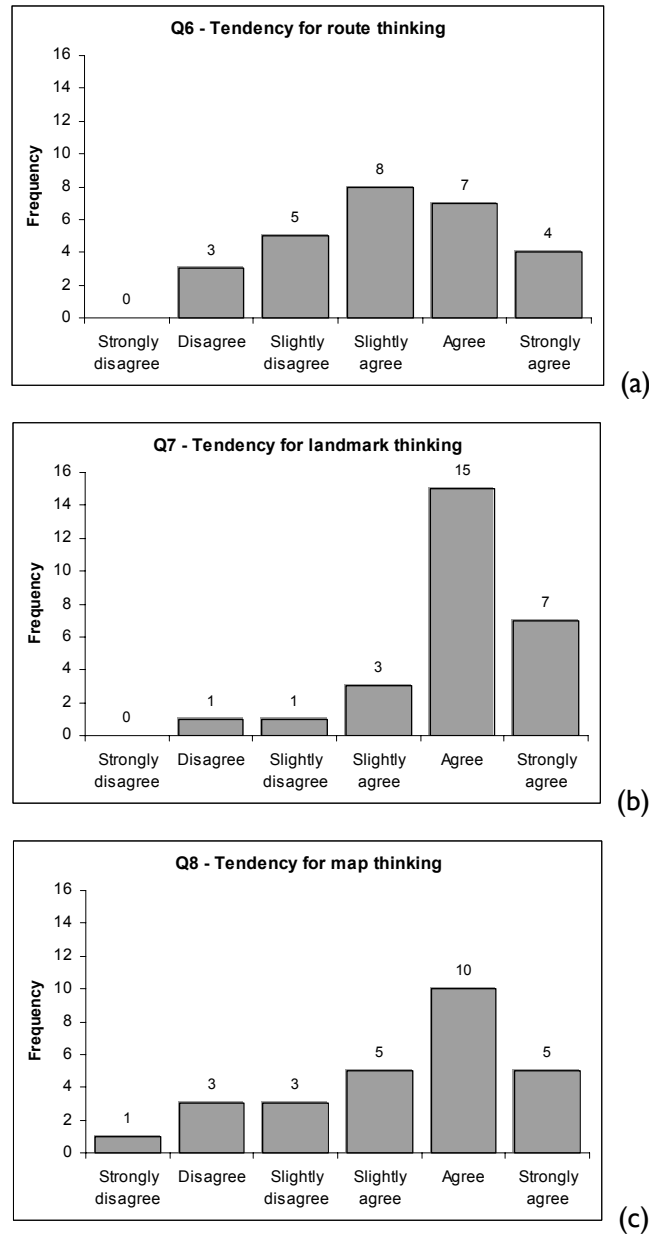 Q6 - Tendency for route thinking
16
14
12
10
8
6
4
2
0
Frequency
0
3
5
8
7
4
Strongly disagree
Disagree
Slightly disagree
Slightly agree
Agree
Strongly agree
(a)
Q7 - Tendency for landmark thinking
16
14
12
10
8
6
4
2
0
Frequency
0
1
1
3
15
7
Strongly disagree
Disagree
Slightly disagree
Slightly agree
Agree
Strongly agree
(b)
Q8 - Tendency for map thinking
16
14
12
10
8
6
4
2
0
Frequency
1
3
3
5
10
5
Strongly disagree
Disagree
Slightly disagree
Slightly agree
Agree
Strongly agree
(c)